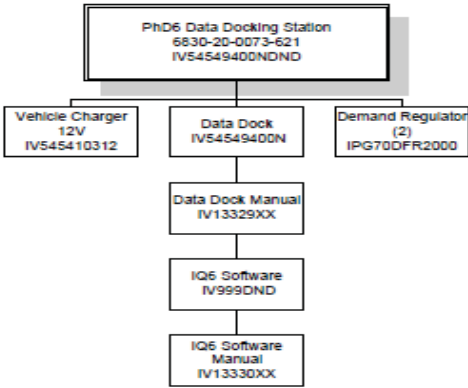 PhD6 Data Docking Station
6830-20-0073-621
IV54549400NDND
Vehicle Charger
12V
IV545410312
Data Dock
IV54549400N
Demand Regulator
(2)
IPG70DFR2000
Data Dock Manual
IV13329XX
IQ6 Software
IV999DND
IQ6 Software
Manual
IV13330XX